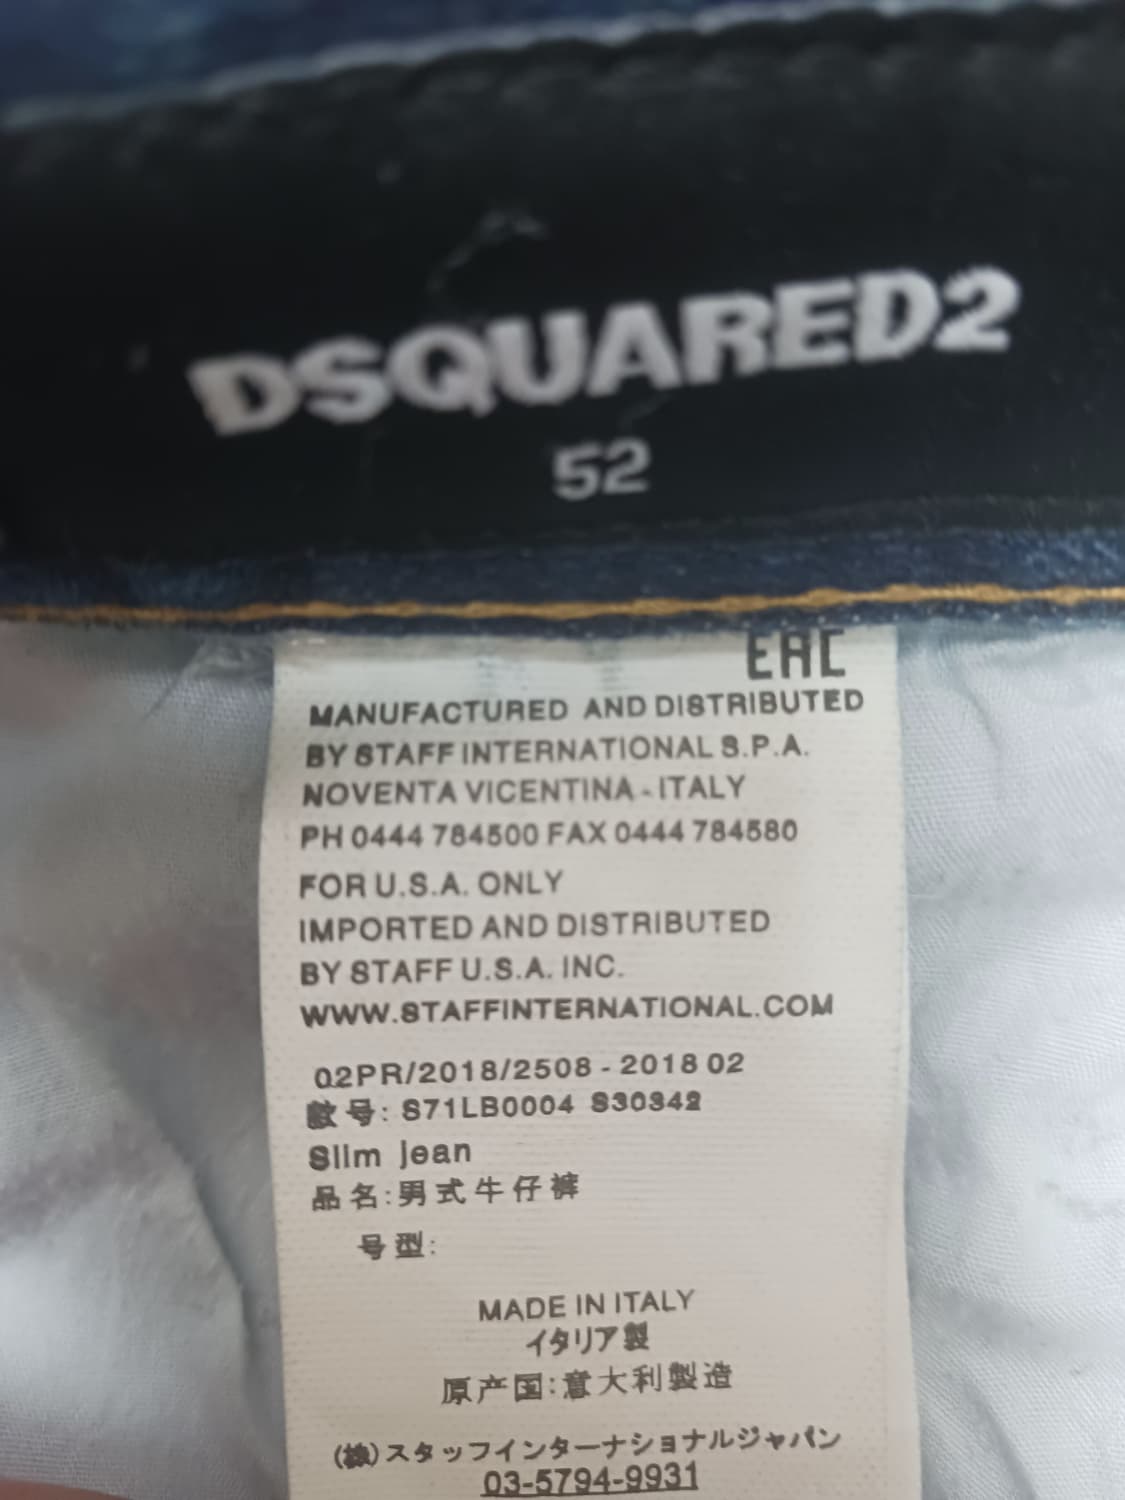 DSQUARED2
52
EAC
MANUFACTURED AND DISTRIBUTED
BY STAFF INTERNATIONAL S.P.A.
NOVENTA VICENTINA - ITALY
PH 0444 784500 FAX 0444 784580
FOR U.S.A. ONLY
IMPORTED AND DISTRIBUTED
BY STAFF U.S.A. INC.
WWW.STAFFINTERNATIONAL.COM
02PR/2018/2508 - 2018 02
款号: S71LB0004 S30342
Slim jean
品名:男式牛仔裤
号型:
MADE IN ITALY
イタリア製
原产国:意大利製造
(株)スタッフインターナショナルジャパン
03-5794-9931